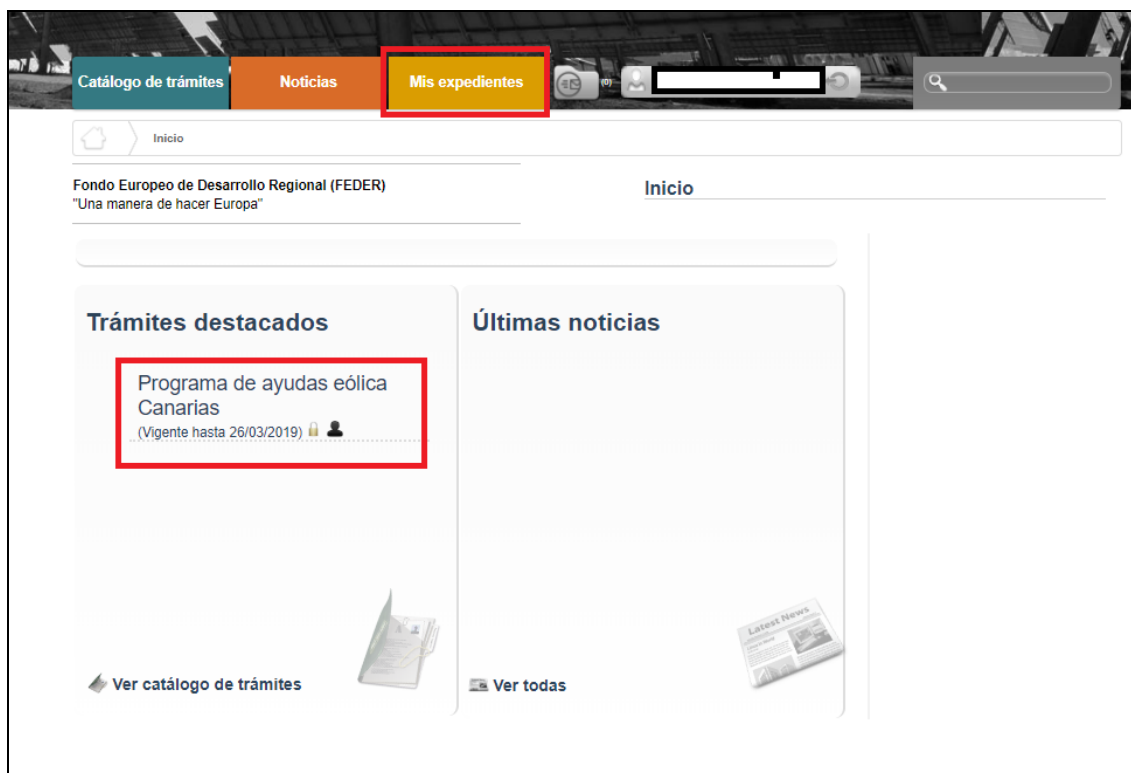 Catálogo de trámites
Noticias
Mis expedientes
(0)
Inicio
Fondo Europeo de Desarrollo Regional (FEDER)
"Una manera de hacer Europa"
Inicio
Trámites destacados
Programa de ayudas eólica
Canarias
(Vigente hasta 26/03/2019)
Ver catálogo de trámites
Últimas noticias
Latest News
Ver todas